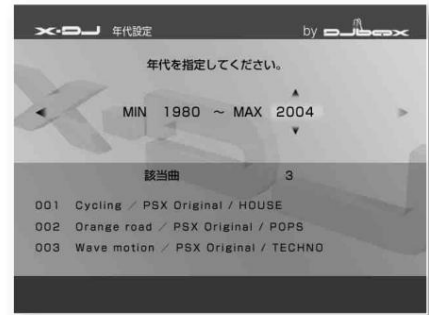 X-DJ 年代設定 by DJbox
年代を指定してください。
MIN 1980 ～ MAX 2004
該当曲 3
001 Cycling / PSX Original / HOUSE
002 Orange road / PSX Original / POPS
003 Wave motion / PSX Original / TECHNO